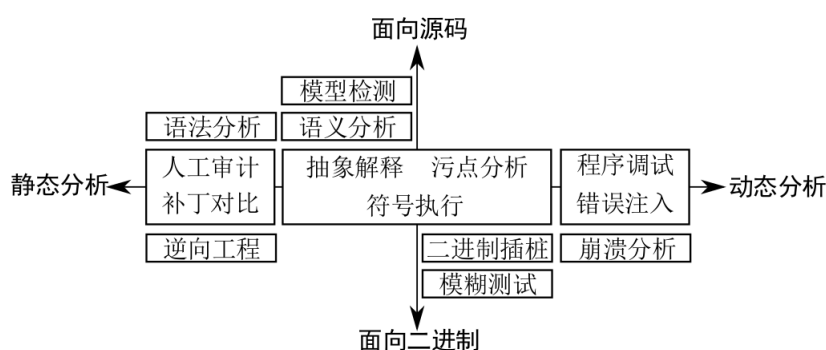 面向源码
模型检测
语法分析 语义分析
人工审计 抽象解释 污点分析 程序调试
静态分析 动态分析
补丁对比 符号执行 错误注入
逆向工程 二进制插桩 崩溃分析
模糊测试
面向二进制